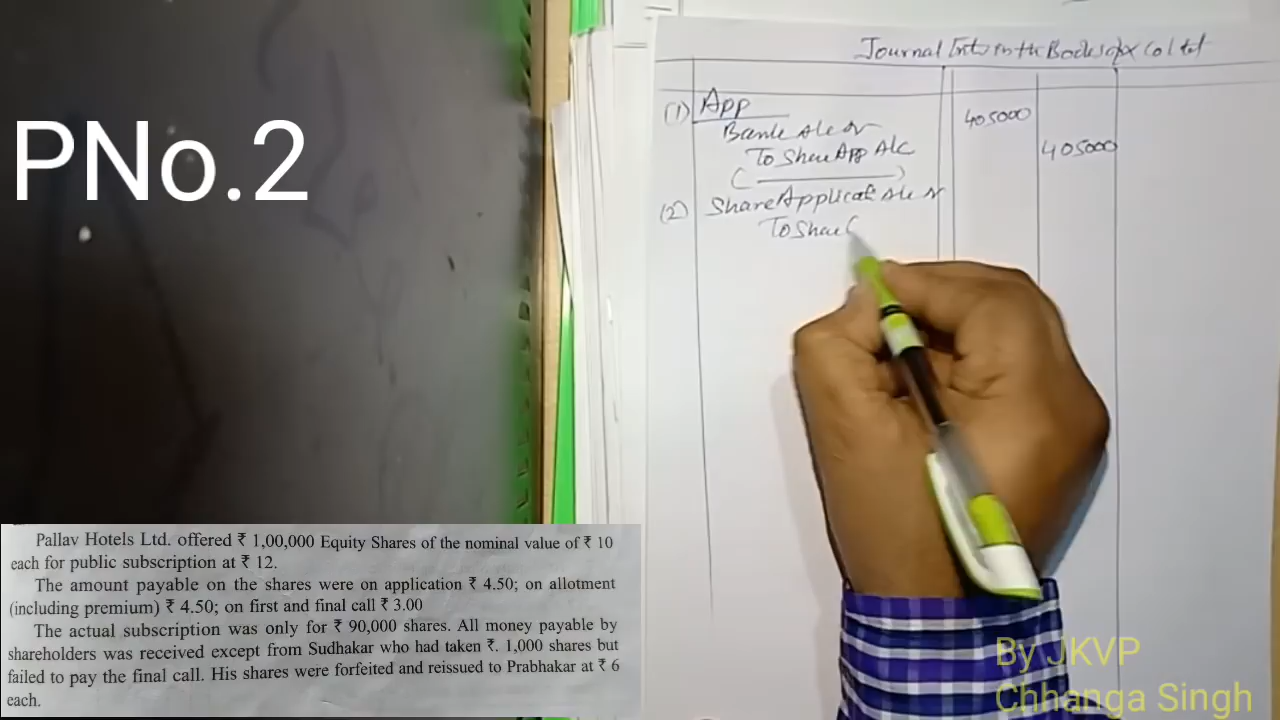 PNo.2
Journal in Books of X Co Ltd
(1) App
Bank A/c Dr 405000
To Share App A/c 405000
(2) Share Applicat A/c Dr
To Share C
Pallav Hotels Ltd. offered ₹ 1,00,000 Equity Shares of the nominal value of ₹ 10
each for public subscription at ₹ 12.
The amount payable on the shares were on application ₹ 4.50; on allotment
(including premium) ₹ 4.50; on first and final call ₹ 3.00
The actual subscription was only for ₹ 90,000 shares. All money payable by
shareholders was received except from Sudhakar who had taken ₹. 1,000 shares but
failed to pay the final call. His shares were forfeited and reissued to Prabhakar at ₹ 6
each.
By JKVP
Chhanga Singh